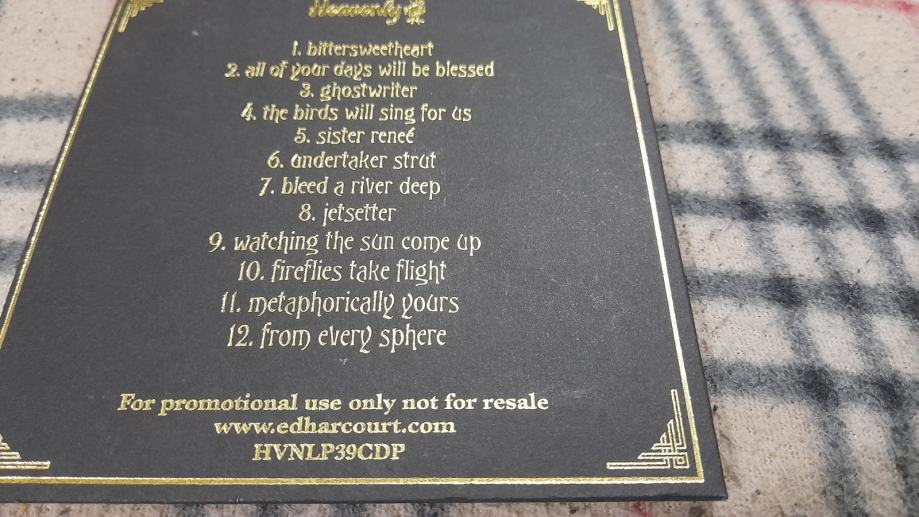 Heavenly
1. bittersweetheart
2. all of your days will be blessed
3. ghostwriter
4. the birds will sing for us
5. sister reneé
6. undertaker strut
7. bleed a river deep
8. jetsetter
9. watching the sun come up
10. fireflies take flight
11. metaphorically yours
12. from every sphere
For promotional use only not for resale
www.edharcourt.com
HVNLP39CDP